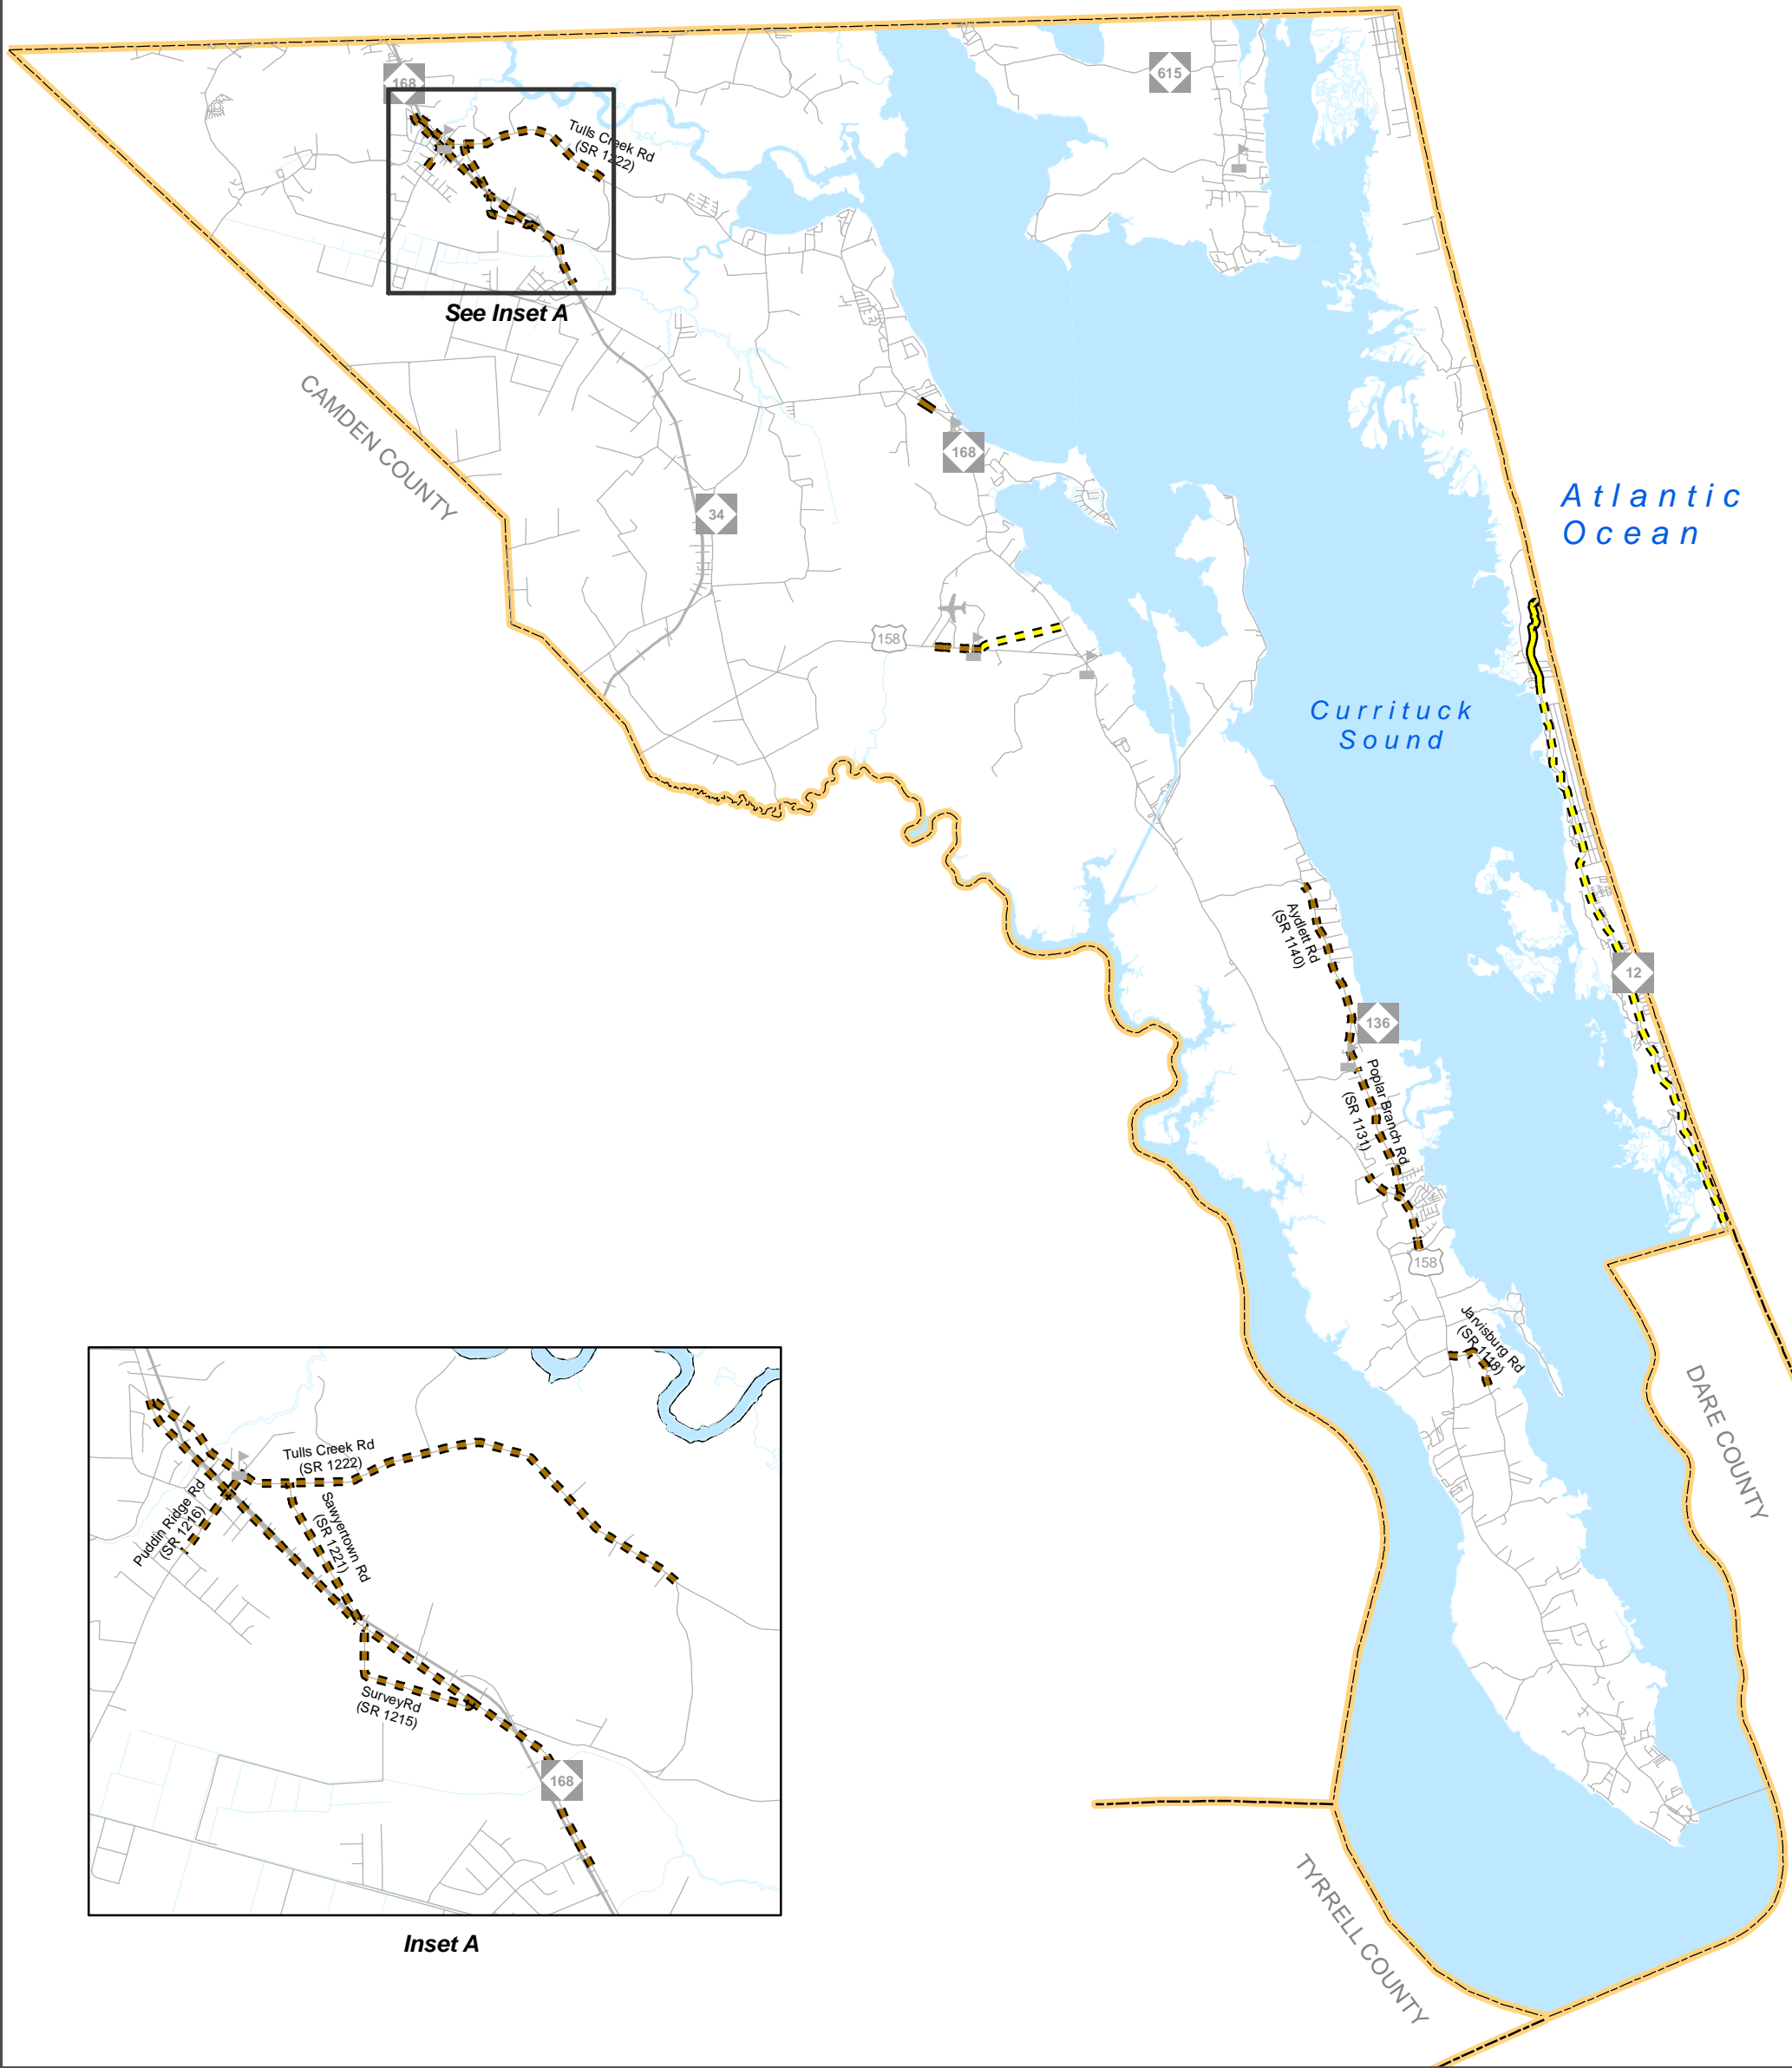 168
615
Tulls Creek Rd
(SR 1222)
See Inset A
CAMDEN COUNTY
168
34
Atlantic
Ocean
158
Currituck
Sound
Aydlett Rd
(SR 1140)
12
136
Poplar Branch Rd
(SR 1131)
158
Jarvisburg Rd
(SR 1118)
DARE COUNTY
Tulls Creek Rd
(SR 1222)
Puddin Ridge Rd
(SR 1216)
Sawyertown Rd
(SR 1221)
SurveyRd
(SR 1215)
168
Inset A
TYRRELL COUNTY